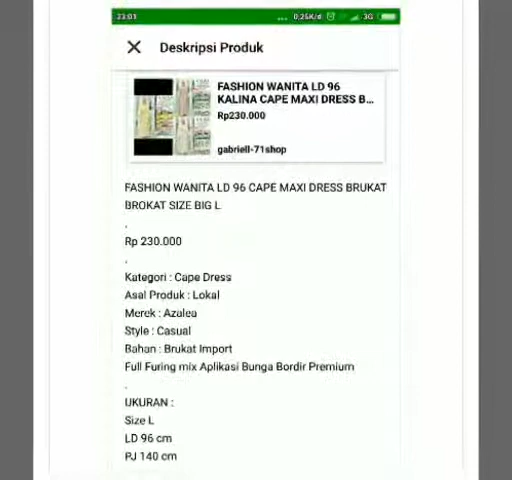 23:01
... 0,25K/d 3G
Deskripsi Produk
FASHION WANITA LD 96
KALINA CAPE MAXI DRESS B...
Rp230.000
gabriell-71shop
FASHION WANITA LD 96 CAPE MAXI DRESS BRUKAT
BROKAT SIZE BIG L
.
Rp 230.000
.
Kategori : Cape Dress
Asal Produk : Lokal
Merek : Azalea
Style : Casual
Bahan : Brukat Import
Full Furing mix Aplikasi Bunga Bordir Premium
.
UKURAN :
Size L
LD 96 cm
PJ 140 cm